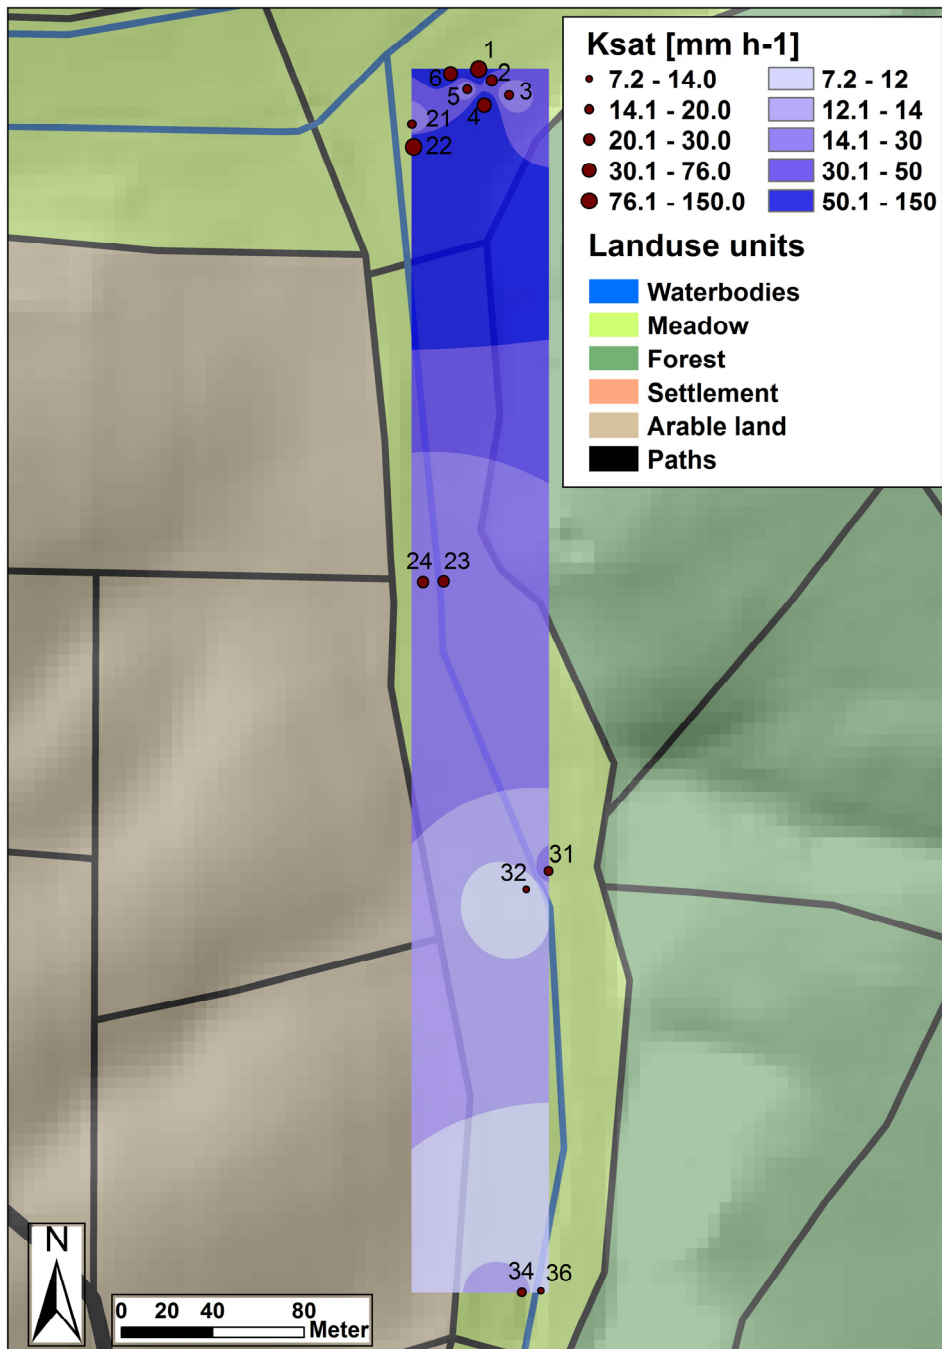 Ksat [mm h-1]
7.2 - 14.0 7.2 - 12
14.1 - 20.0 12.1 - 14
20.1 - 30.0 14.1 - 30
30.1 - 76.0 30.1 - 50
76.1 - 150.0 50.1 - 150
Landuse units
Waterbodies
Meadow
Forest
Settlement
Arable land
Paths
1
6 2
5 3
4
21
22
24 23
31
32
34 36
N
0 20 40 80
Meter